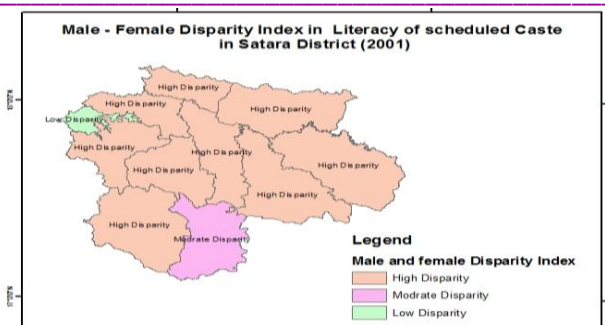 Male - Female Disparity Index in Literacy of scheduled Caste
in Satara District (2001)
High Disparity
High Disparity
High Disparity
Low Disparity
High Disparity
High Disparity
High Disparity
High Disparity
High Disparity
High Disparity
Modrate Disparity
Legend
Male and female Disparity Index
High Disparity
Modrate Disparity
Low Disparity